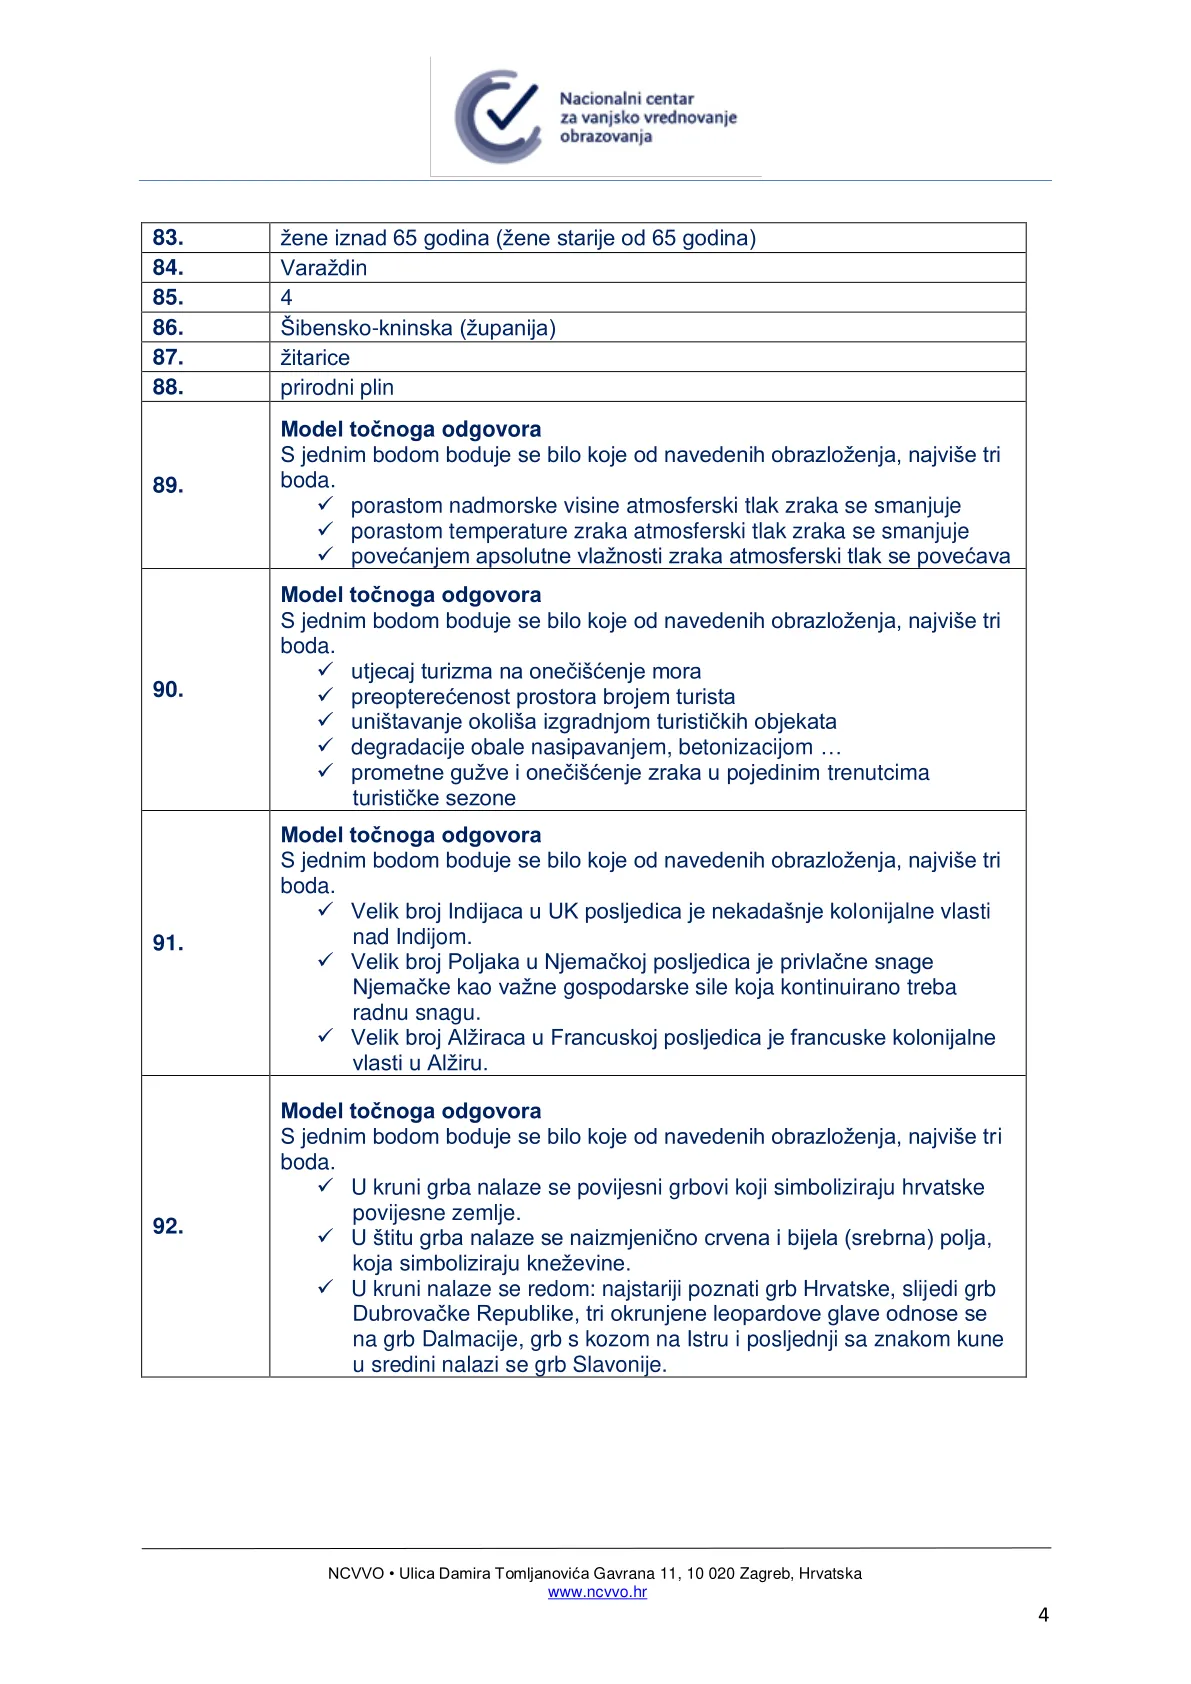 Nacionalni centar
za vanjsko vrednovanje
obrazovanja
83. žene iznad 65 godina (žene starije od 65 godina)
84. Varaždin
85. 4
86. Šibensko-kninska (županija)
87. žitarice
88. prirodni plin
89.
Model točnoga odgovora
S jednim bodom boduje se bilo koje od navedenih obrazloženja, najviše tri
boda.
✓ porastom nadmorske visine atmosferski tlak zraka se smanjuje
✓ porastom temperature zraka atmosferski tlak zraka se smanjuje
✓ povećanjem apsolutne vlažnosti zraka atmosferski tlak se povećava
90.
Model točnoga odgovora
S jednim bodom boduje se bilo koje od navedenih obrazloženja, najviše tri
boda.
✓ utjecaj turizma na onečišćenje mora
✓ preopterećenost prostora brojem turista
✓ uništavanje okoliša izgradnjom turističkih objekata
✓ degradacije obale nasipavanjem, betonizacijom …
✓ prometne gužve i onečišćenje zraka u pojedinim trenutcima
turističke sezone
91.
Model točnoga odgovora
S jednim bodom boduje se bilo koje od navedenih obrazloženja, najviše tri
boda.
✓ Velik broj Indijaca u UK posljedica je nekadašnje kolonijalne vlasti
nad Indijom.
✓ Velik broj Poljaka u Njemačkoj posljedica je privlačne snage
Njemačke kao važne gospodarske sile koja kontinuirano treba
radnu snagu.
✓ Velik broj Alžiraca u Francuskoj posljedica je francuske kolonijalne
vlasti u Alžiru.
92.
Model točnoga odgovora
S jednim bodom boduje se bilo koje od navedenih obrazloženja, najviše tri
boda.
✓ U kruni grba nalaze se povijesni grbovi koji simboliziraju hrvatske
povijesne zemlje.
✓ U štitu grba nalaze se naizmjenično crvena i bijela (srebrna) polja,
koja simboliziraju kneževine.
✓ U kruni nalaze se redom: najstariji poznati grb Hrvatske, slijedi grb
Dubrovačke Republike, tri okrunjene leopardove glave odnose se
na grb Dalmacije, grb s kozom na Istru i posljednji sa znakom kune
u sredini nalazi se grb Slavonije.
NCVVO • Ulica Damira Tomljanovića Gavrana 11, 10 020 Zagreb, Hrvatska
www.ncvvo.hr
4